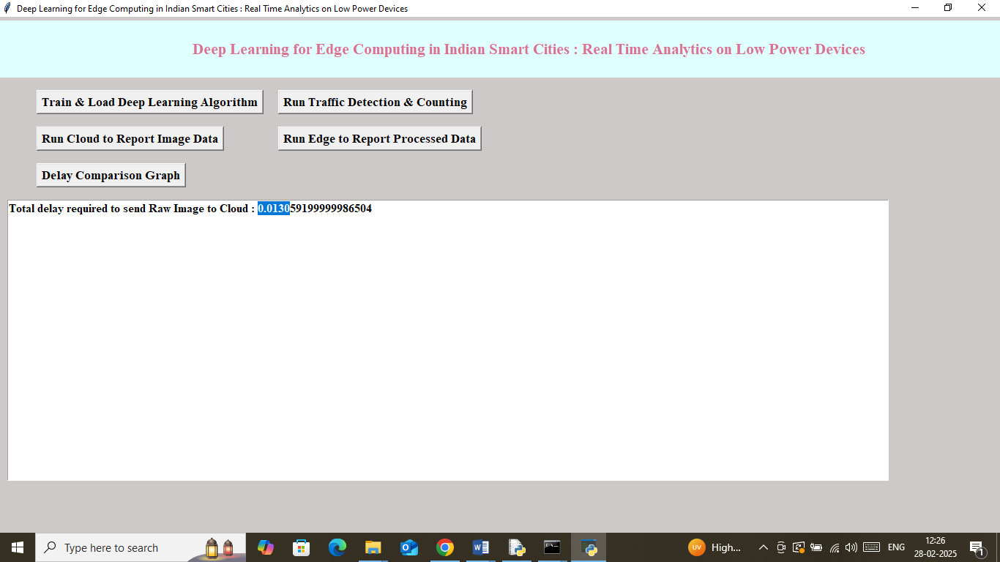 Deep Learning for Edge Computing in Indian Smart Cities : Real Time Analytics on Low Power Devices
Deep Learning for Edge Computing in Indian Smart Cities : Real Time Analytics on Low Power Devices
Train & Load Deep Learning Algorithm
Run Traffic Detection & Counting
Run Cloud to Report Image Data
Run Edge to Report Processed Data
Delay Comparison Graph
Total delay required to send Raw Image to Cloud : 0.013059199999986504
Type here to search
UV
High...
ENG
12:26
28-02-2025
1